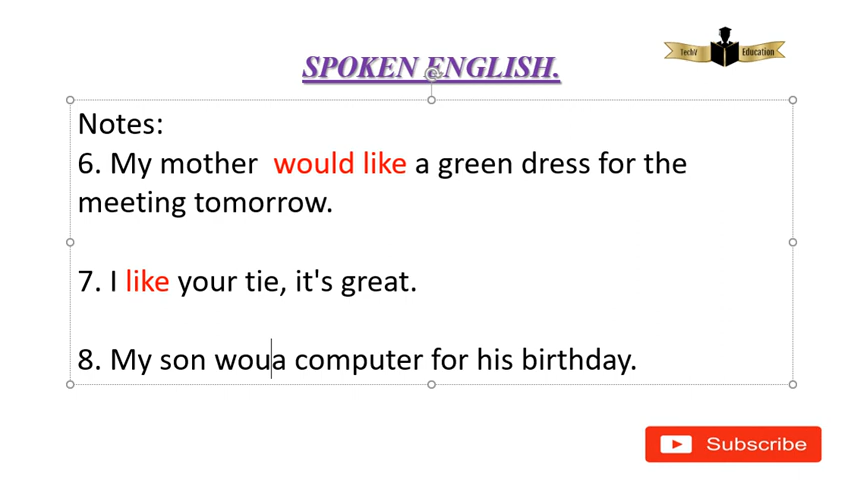 SPOKEN ENGLISH.
TechV Education
Notes:
6. My mother  would like a green dress for the
meeting tomorrow.
7. I like your tie, it's great.
8. My son woua computer for his birthday.
Subscribe